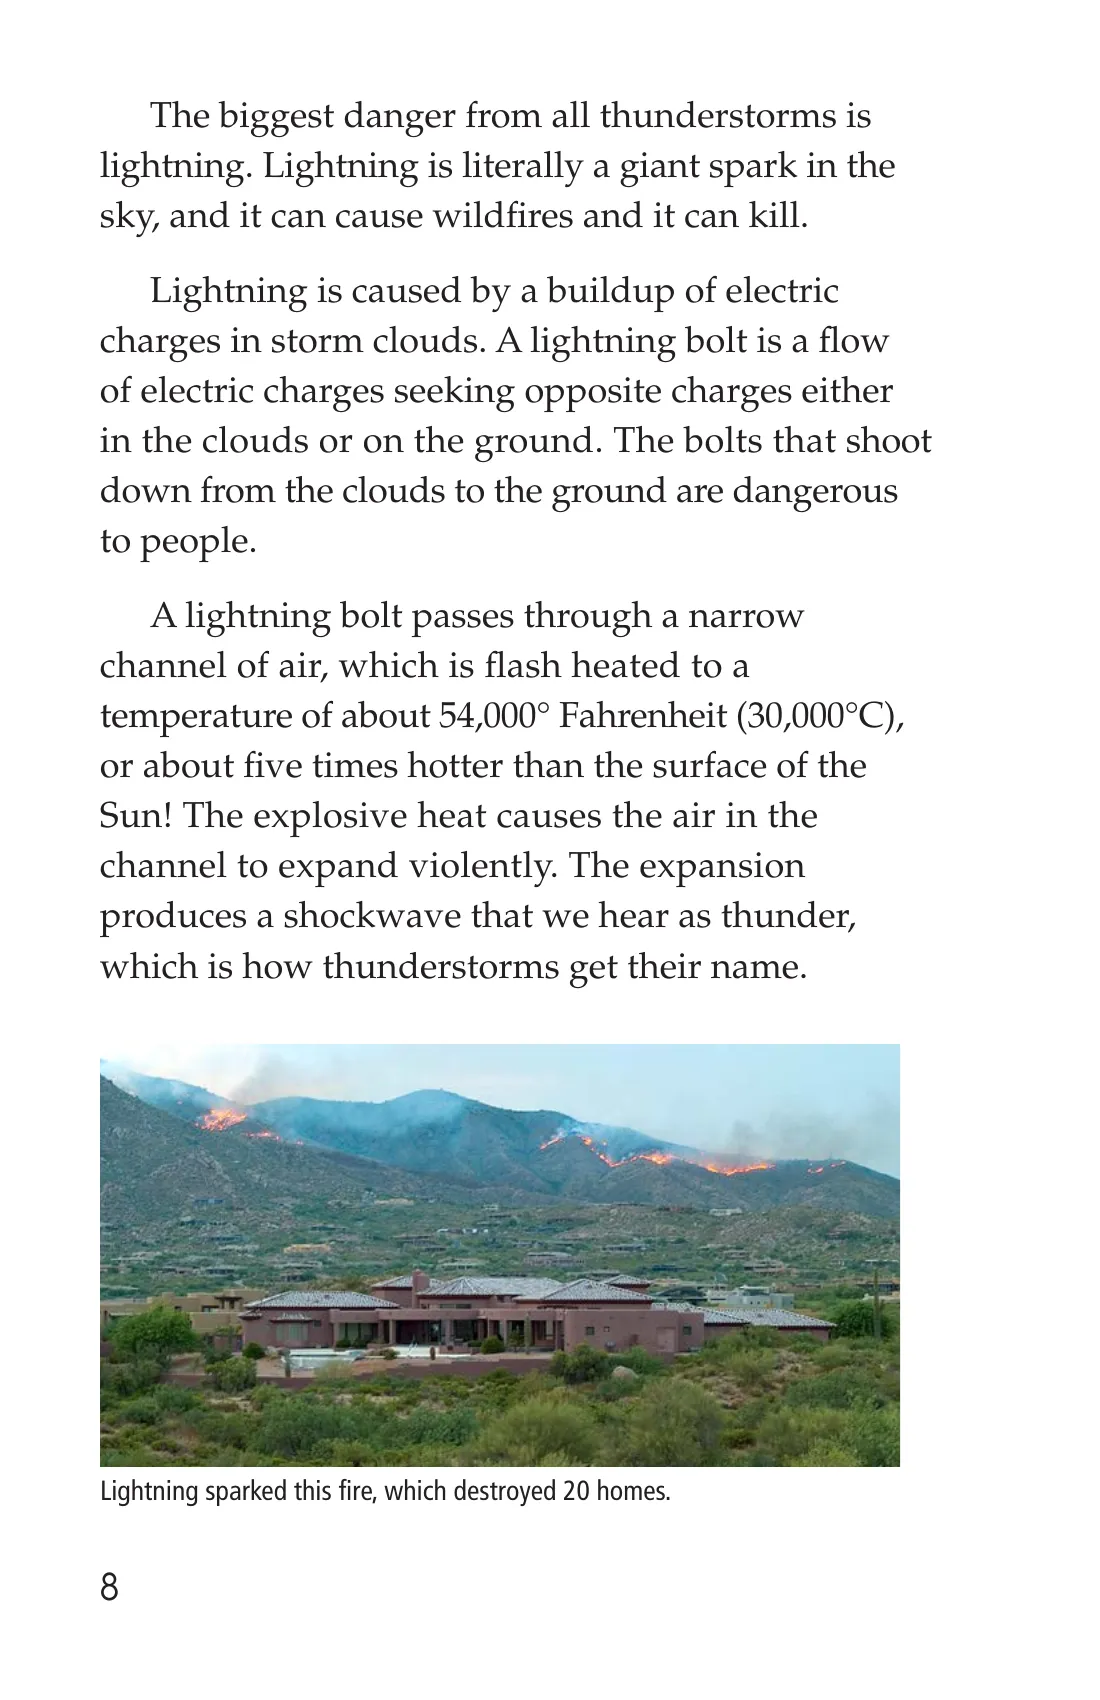 The biggest danger from all thunderstorms is
lightning. Lightning is literally a giant spark in the
sky, and it can cause wildfires and it can kill.
Lightning is caused by a buildup of electric
charges in storm clouds. A lightning bolt is a flow
of electric charges seeking opposite charges either
in the clouds or on the ground. The bolts that shoot
down from the clouds to the ground are dangerous
to people.
A lightning bolt passes through a narrow
channel of air, which is flash heated to a
temperature of about 54,000° Fahrenheit (30,000°C),
or about five times hotter than the surface of the
Sun! The explosive heat causes the air in the
channel to expand violently. The expansion
produces a shockwave that we hear as thunder,
which is how thunderstorms get their name.
Lightning sparked this fire, which destroyed 20 homes.
8